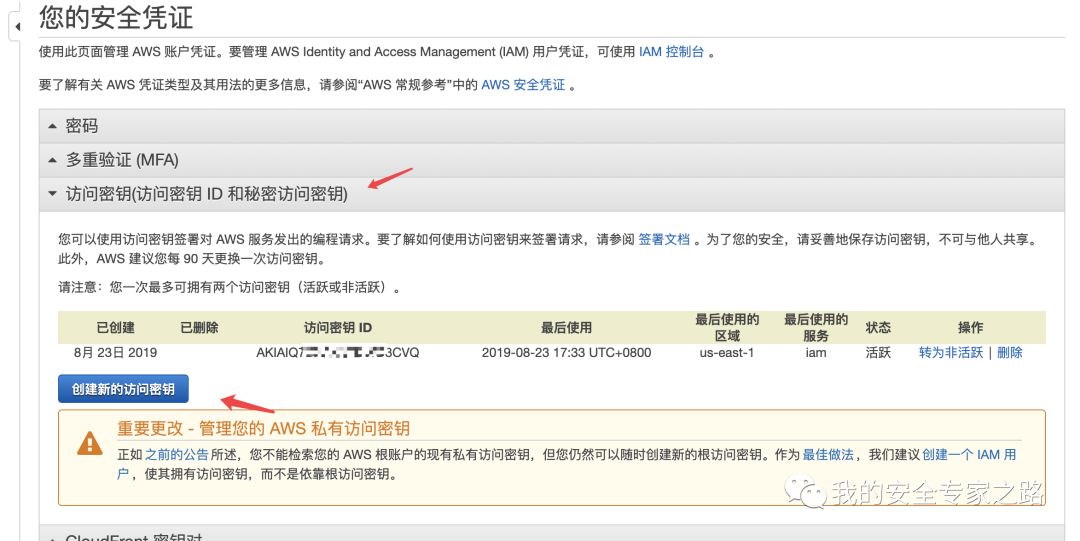 您的安全凭证
使用此页面管理 AWS 账户凭证。要管理 AWS Identity and Access Management (IAM) 用户凭证，可使用 IAM 控制台 。
要了解有关 AWS 凭证类型及其用法的更多信息，请参阅“AWS 常规参考”中的 AWS 安全凭证 。
密码
多重验证 (MFA)
访问密钥(访问密钥 ID 和秘密访问密钥)
您可以使用访问密钥签署对 AWS 服务发出的编程请求。要了解如何使用访问密钥来签署请求，请参阅 签署文档 。为了您的安全，请妥善地保存访问密钥，不可与他人共享。
此外，AWS 建议您每 90 天更换一次访问密钥。
请注意：您一次最多可拥有两个访问密钥（活跃或非活跃）。
已创建 已删除 访问密钥 ID 最后使用 最后使用的区域 最后使用的服务 状态 操作
8月 23日 2019 AKIAIQ7 3CVQ 2019-08-23 17:33 UTC+0800 us-east-1 iam 活跃 转为非活跃 | 删除
创建新的访问密钥
重要更改 - 管理您的 AWS 私有访问密钥
正如 之前的公告 所述，您不能检索您的 AWS 根账户的现有私有访问密钥，但您仍然可以随时创建新的根访问密钥。作为 最佳做法 ，我们建议 创建一个 IAM 用
户 ，使其拥有访问密钥，而不是依靠根访问密钥。
我的安全专家之路
CloudFront 密钥对